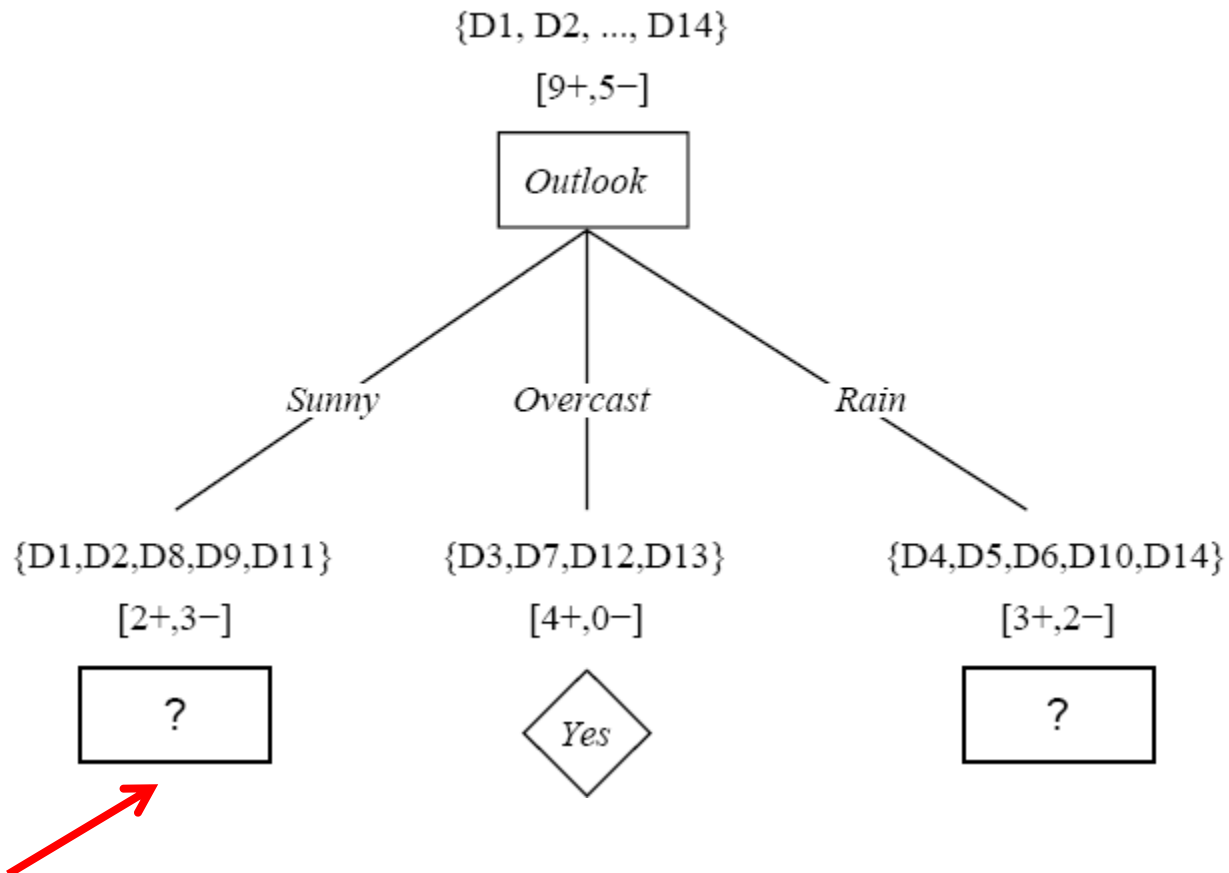 {D1, D2, ..., D14}
[9+,5−]
Outlook
Sunny
Overcast
Rain
{D1,D2,D8,D9,D11}
{D3,D7,D12,D13}
{D4,D5,D6,D10,D14}
[2+,3−]
[4+,0−]
[3+,2−]
?
Yes
?